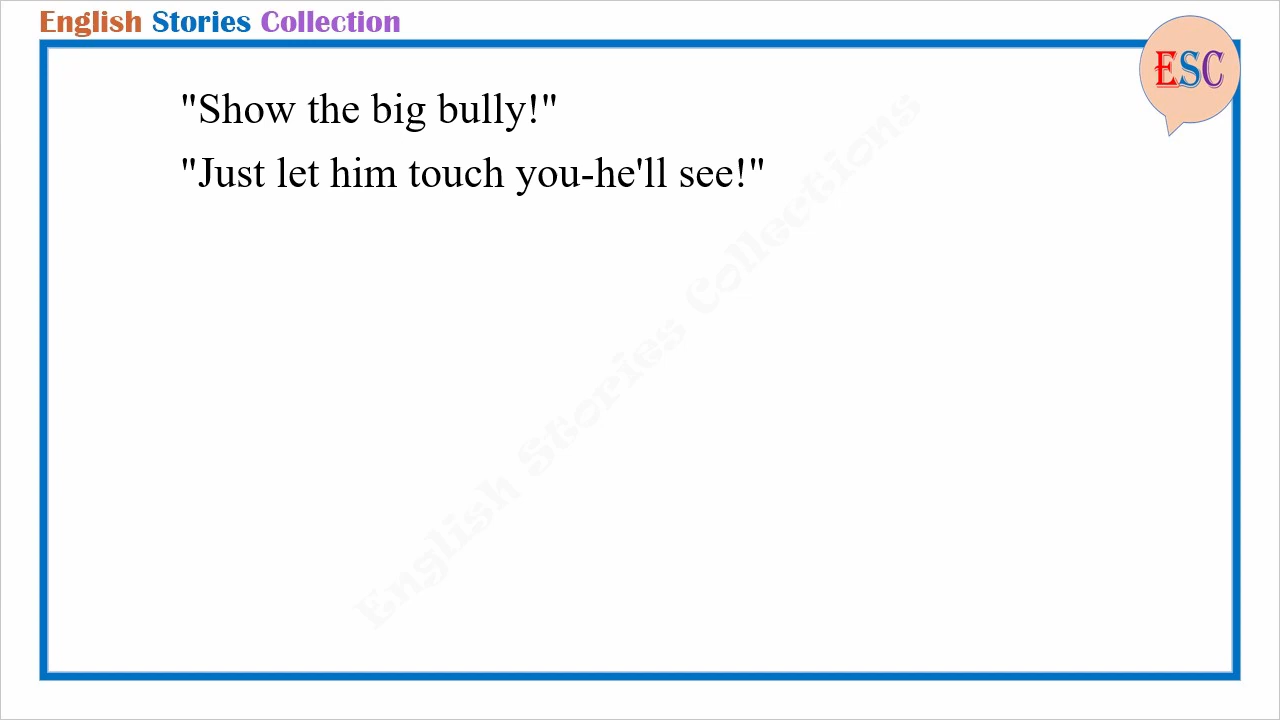 English Stories Collection
ESC
"Show the big bully!"
"Just let him touch you-he'll see!"
English Stories Collections